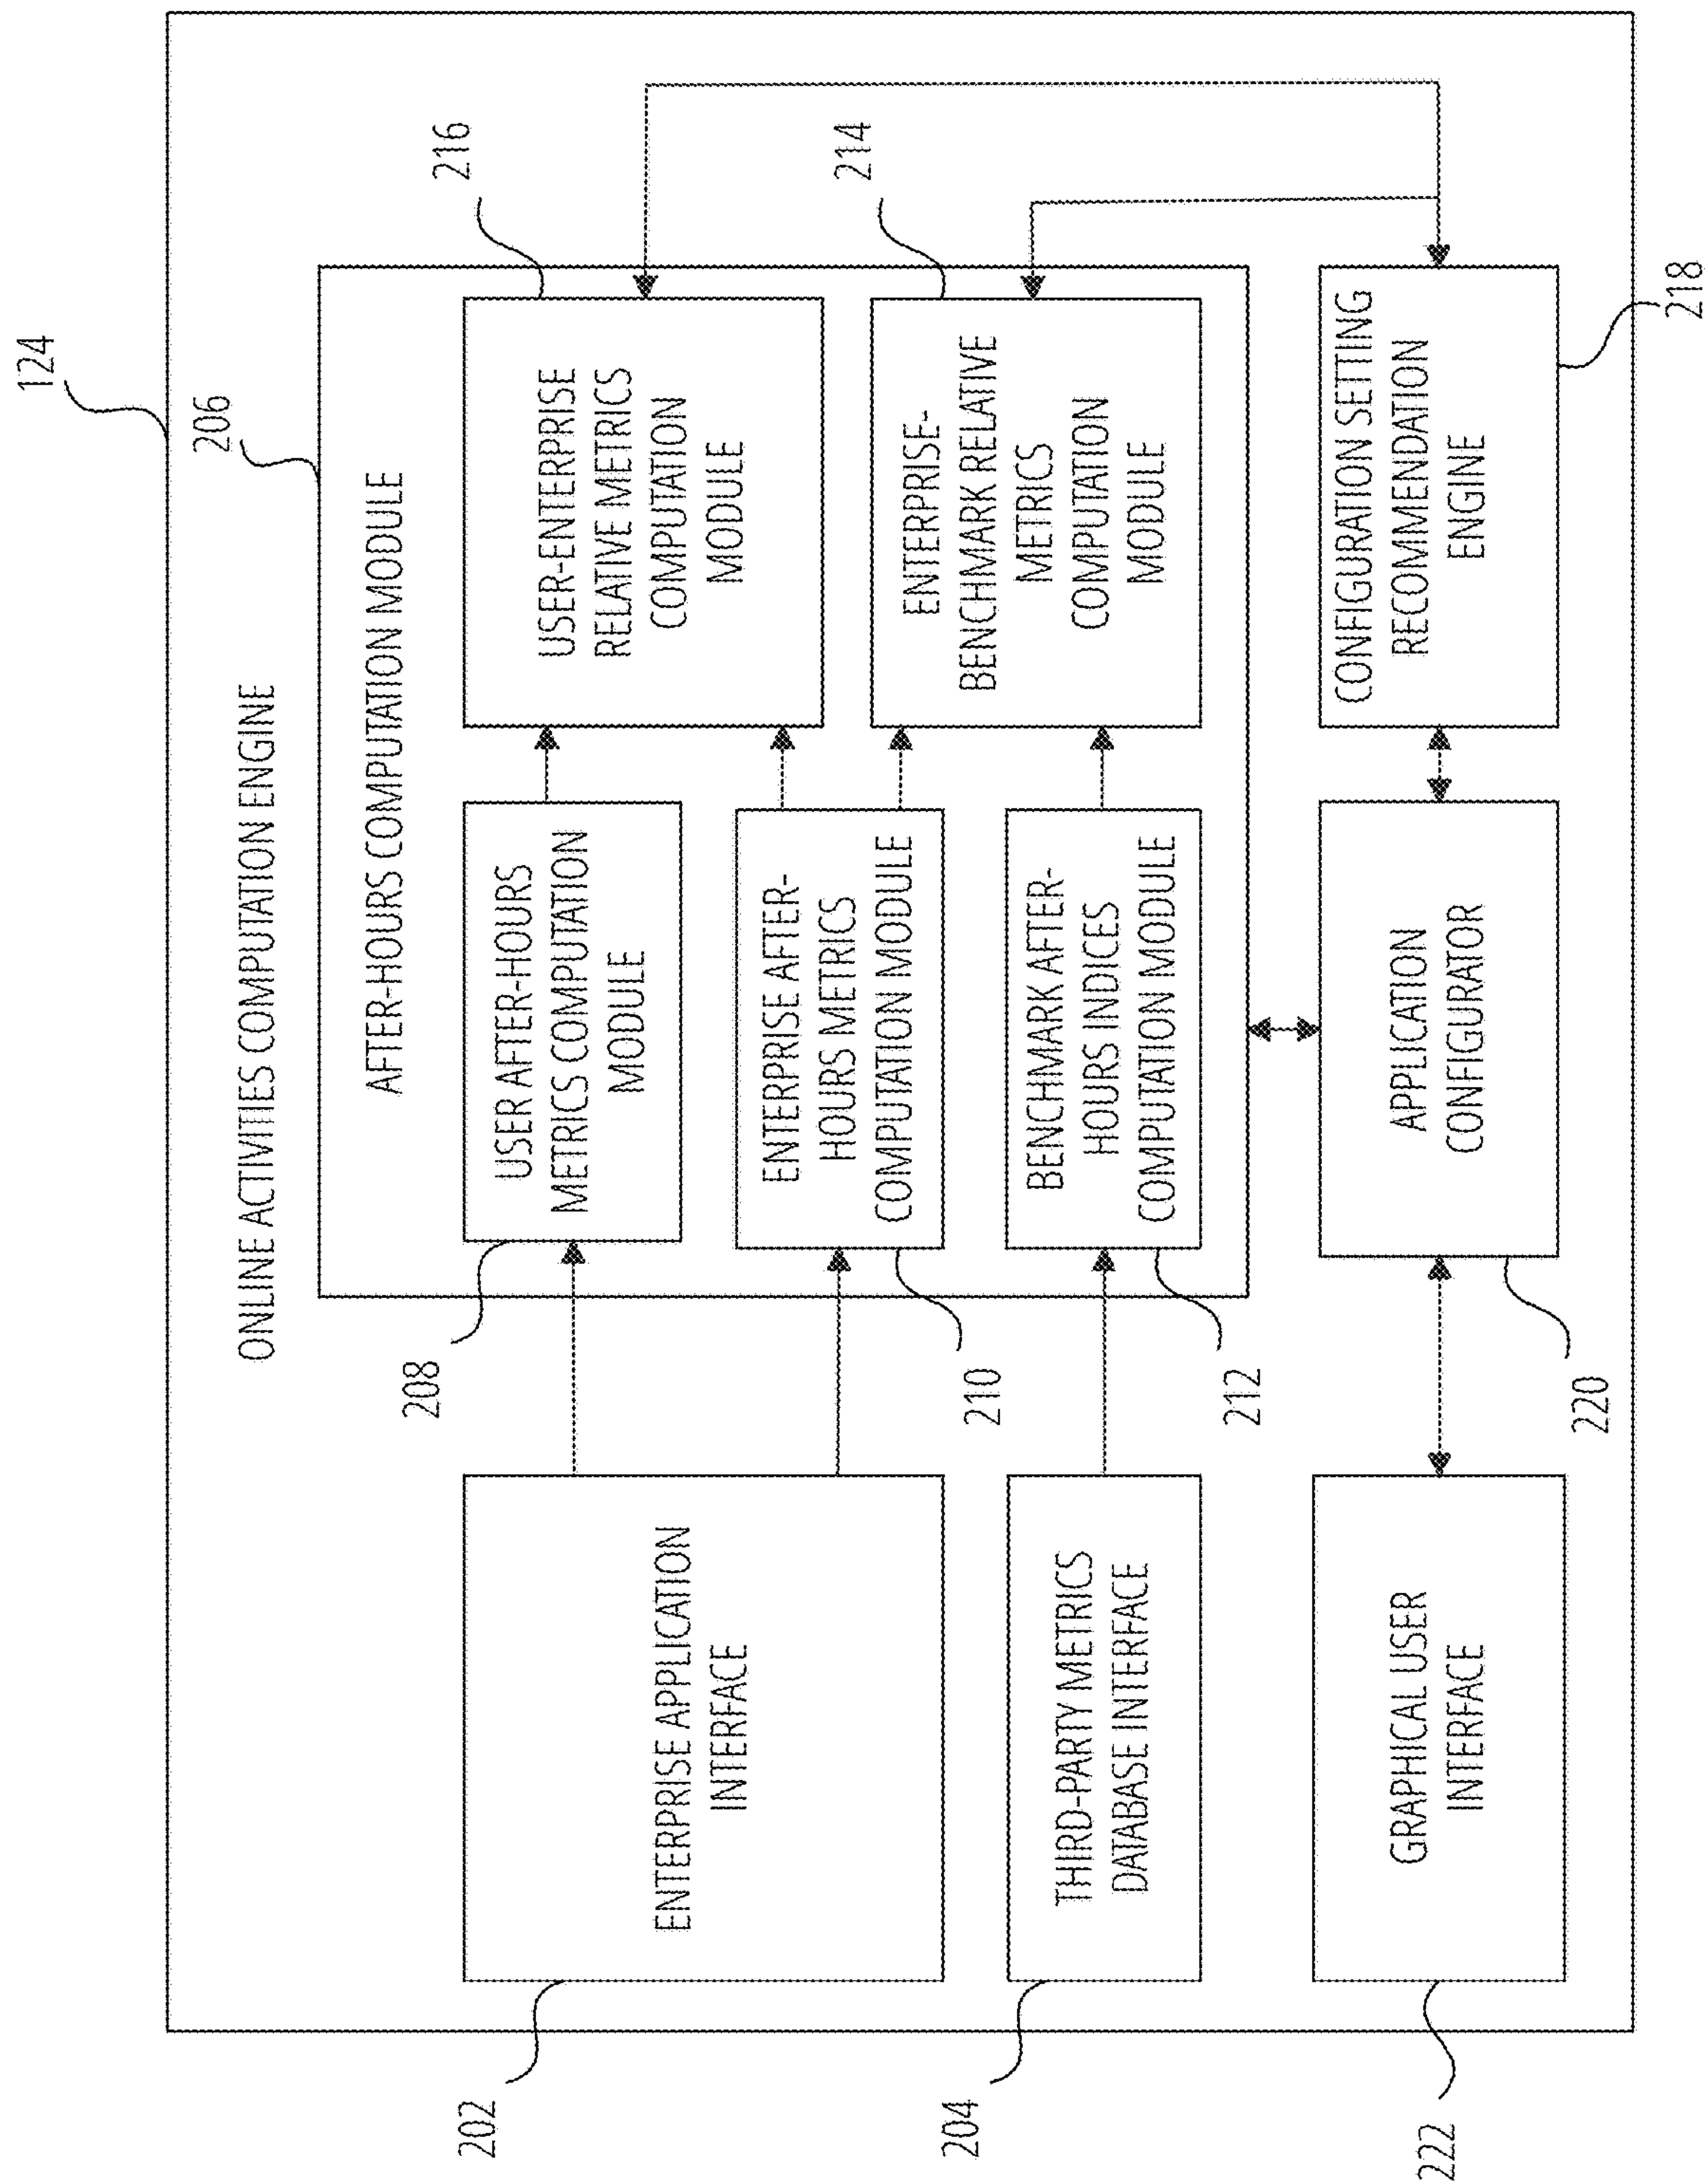 124
ONLINE ACTIVITIES COMPUTATION ENGINE
206
AFTER-HOURS COMPUTATION MODULE
202
ENTERPRISE APPLICATION
INTERFACE
208
USER AFTER-HOURS
METRICS COMPUTATION
MODULE
216
USER-ENTERPRISE
RELATIVE METRICS
COMPUTATION
MODULE
210
ENTERPRISE AFTER-
HOURS METRICS
COMPUTATION MODULE
214
ENTERPRISE-
BENCHMARK RELATIVE
METRICS
COMPUTATION
MODULE
204
THIRD-PARTY METRICS
DATABASE INTERFACE
212
BENCHMARK AFTER-
HOURS INDICES
COMPUTATION MODULE
222
GRAPHICAL USER
INTERFACE
220
APPLICATION
CONFIGURATOR
CONFIGURATION SETTING
RECOMMENDATION
ENGINE
218